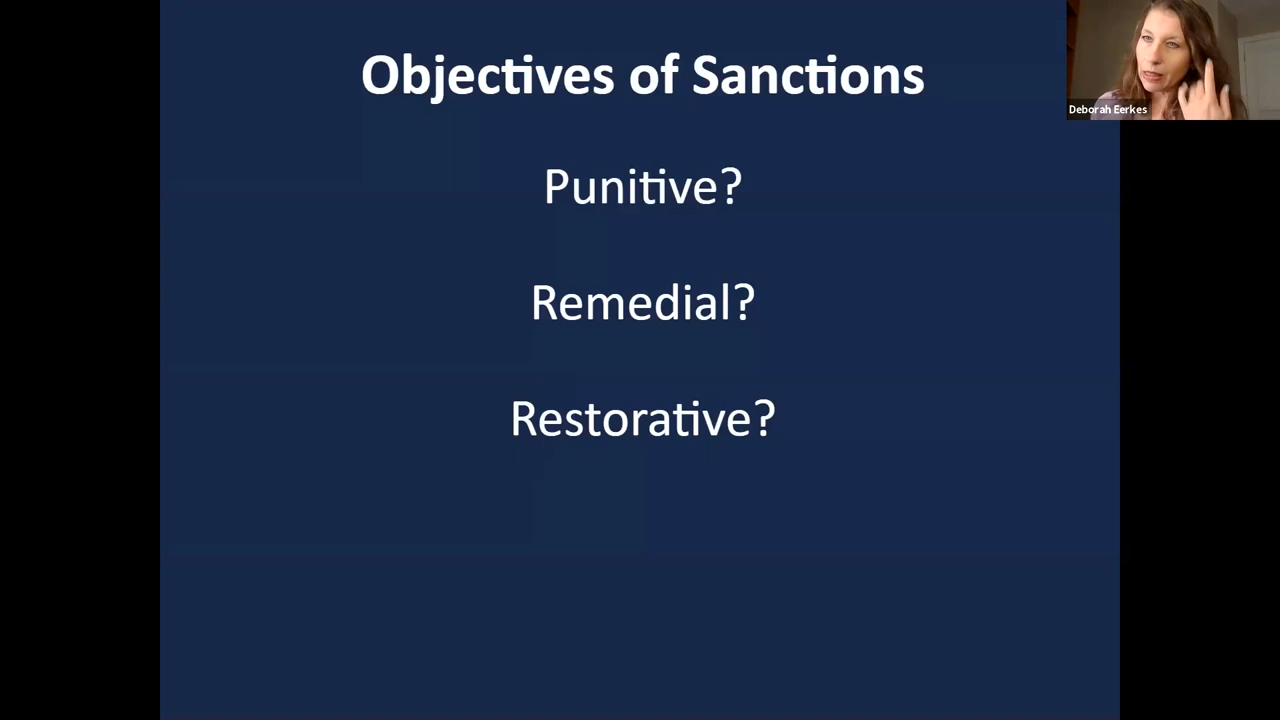 Objectives of Sanctions
Deborah Eerkes
Punitive?
Remedial?
Restorative?